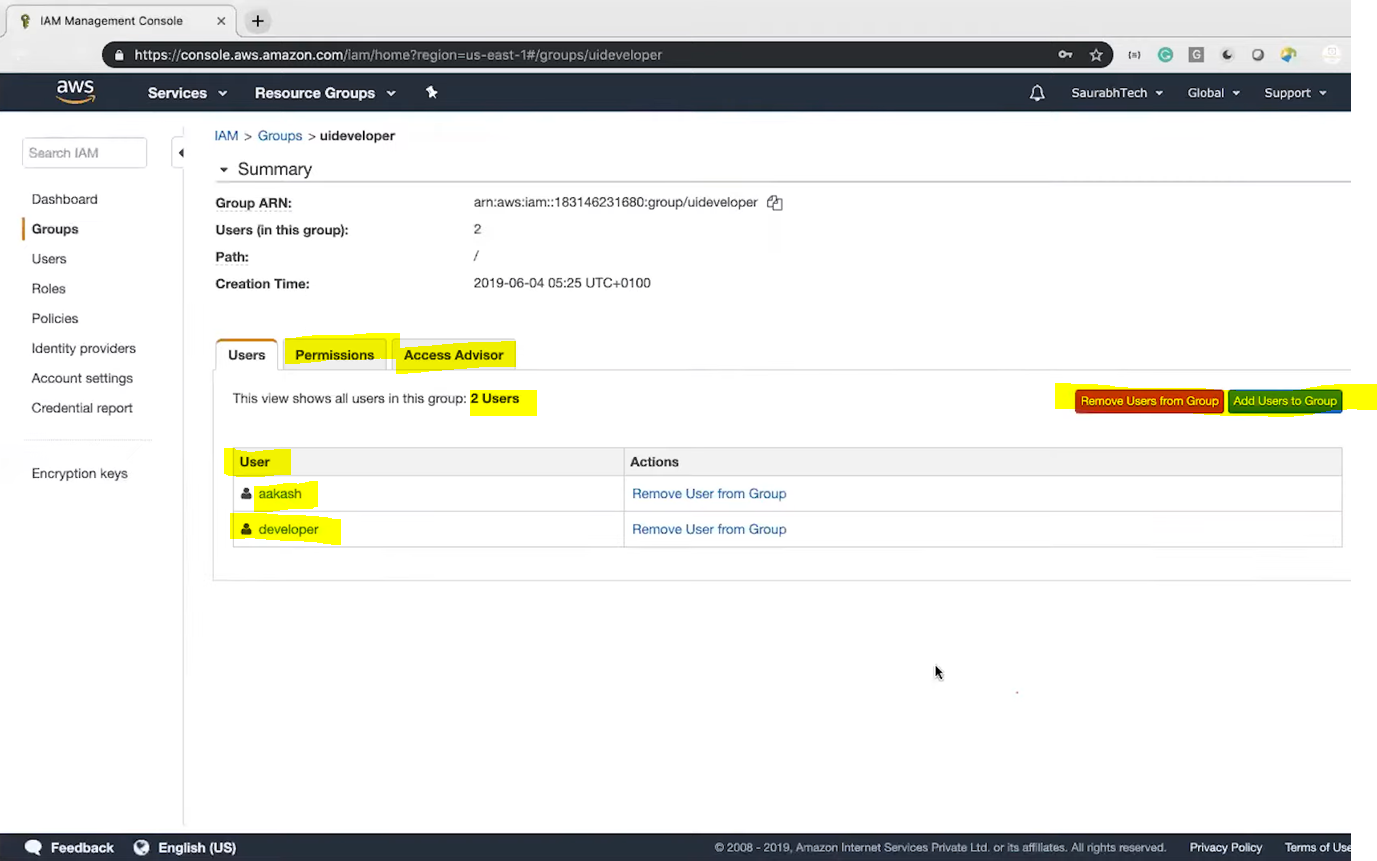 IAM Management Console
https://console.aws.amazon.com/iam/home?region=us-east-1#/groups/uideveloper
aws Services Resource Groups SaurabhTech Global Support
Search IAM
Dashboard
Groups
Users
Roles
Policies
Identity providers
Account settings
Credential report
Encryption keys
IAM > Groups > uideveloper
Summary
Group ARN: arn:aws:iam::183146231680:group/uideveloper
Users (in this group): 2
Path: /
Creation Time: 2019-06-04 05:25 UTC+0100
Users Permissions Access Advisor
This view shows all users in this group: 2 Users
Remove Users from Group Add Users to Group
User Actions
aakash Remove User from Group
developer Remove User from Group
Feedback English (US) © 2008 - 2019, Amazon Internet Services Private Ltd. or its affiliates. All rights reserved. Privacy Policy Terms of Use